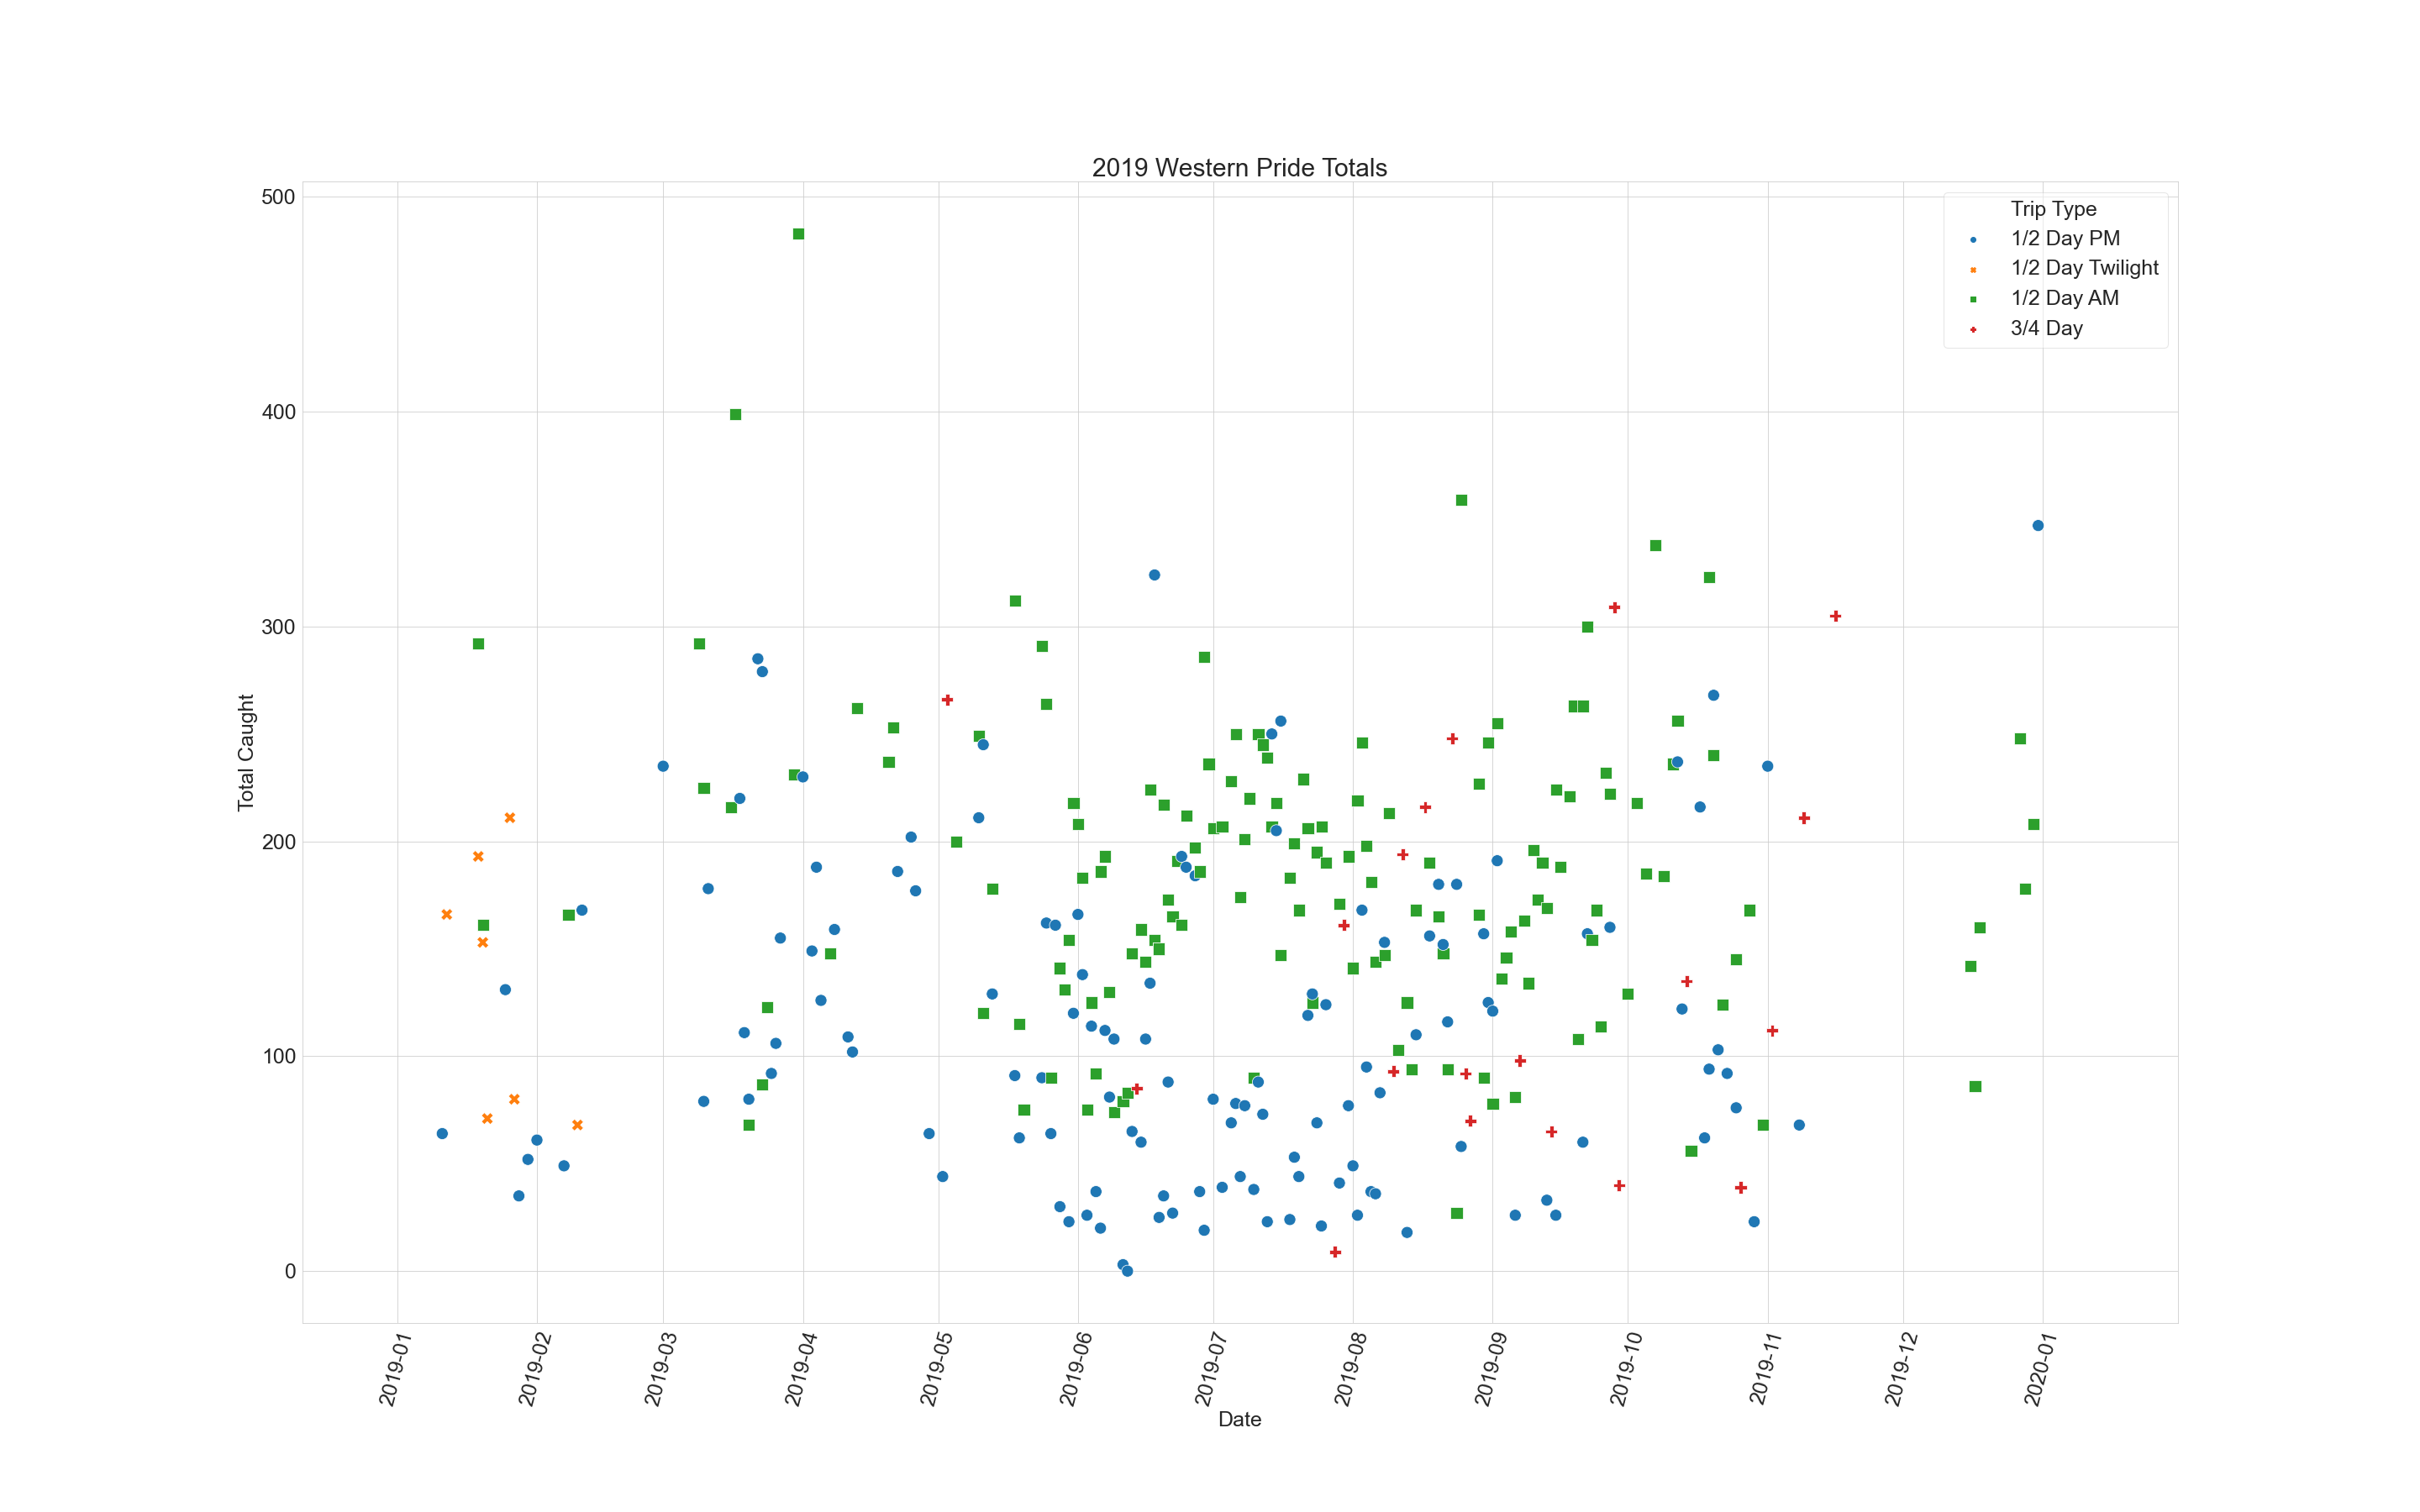 2019 Western Pride Totals
500
400
300
200
100
0
Total Caught
Trip Type
1/2 Day PM
1/2 Day Twilight
1/2 Day AM
3/4 Day
2019-01
2019-02
2019-03
2019-04
2019-05
2019-06
2019-07
2019-08
2019-09
2019-10
2019-11
2019-12
2020-01
Date